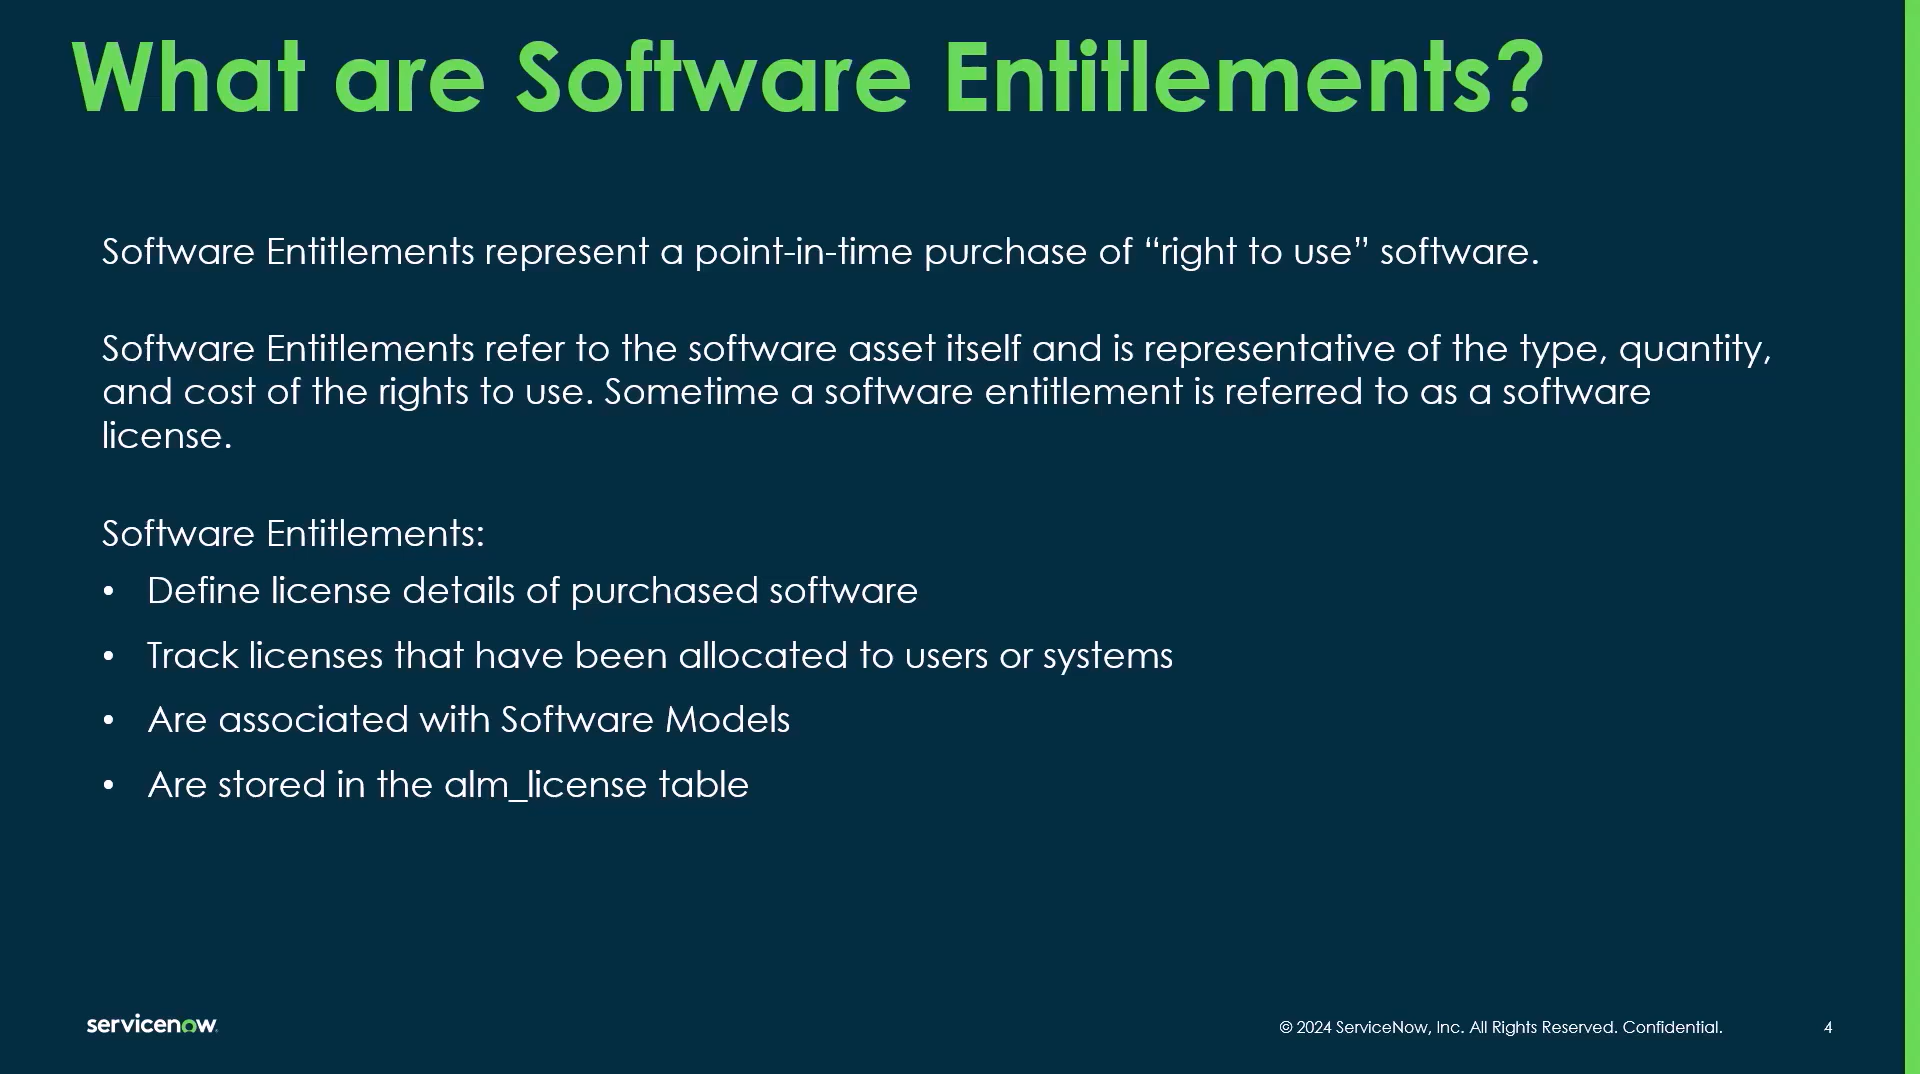 What are Software Entitlements?
Software Entitlements represent a point-in-time purchase of “right to use” software.
Software Entitlements refer to the software asset itself and is representative of the type, quantity,
and cost of the rights to use. Sometime a software entitlement is referred to as a software
license.
Software Entitlements:
• Define license details of purchased software
• Track licenses that have been allocated to users or systems
• Are associated with Software Models
• Are stored in the alm_license table
servicenow
© 2024 ServiceNow, Inc. All Rights Reserved. Confidential.
4